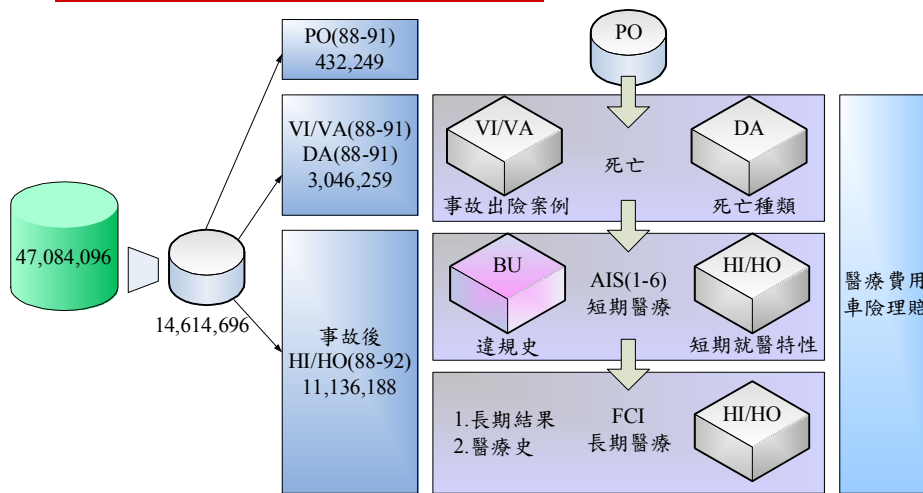 PO(88-91)
432,249
PO
VI/VA(88-91)
DA(88-91)
3,046,259
VI/VA
DA
死亡
事故出險案例
死亡種類
47,084,096
14,614,696
事故後
HI/HO(88-92)
11,136,188
BU
AIS(1-6)
短期醫療
HI/HO
違規史
短期就醫特性
1.長期結果
2.醫療史
FCI
長期醫療
HI/HO
醫療費用
車險理賠